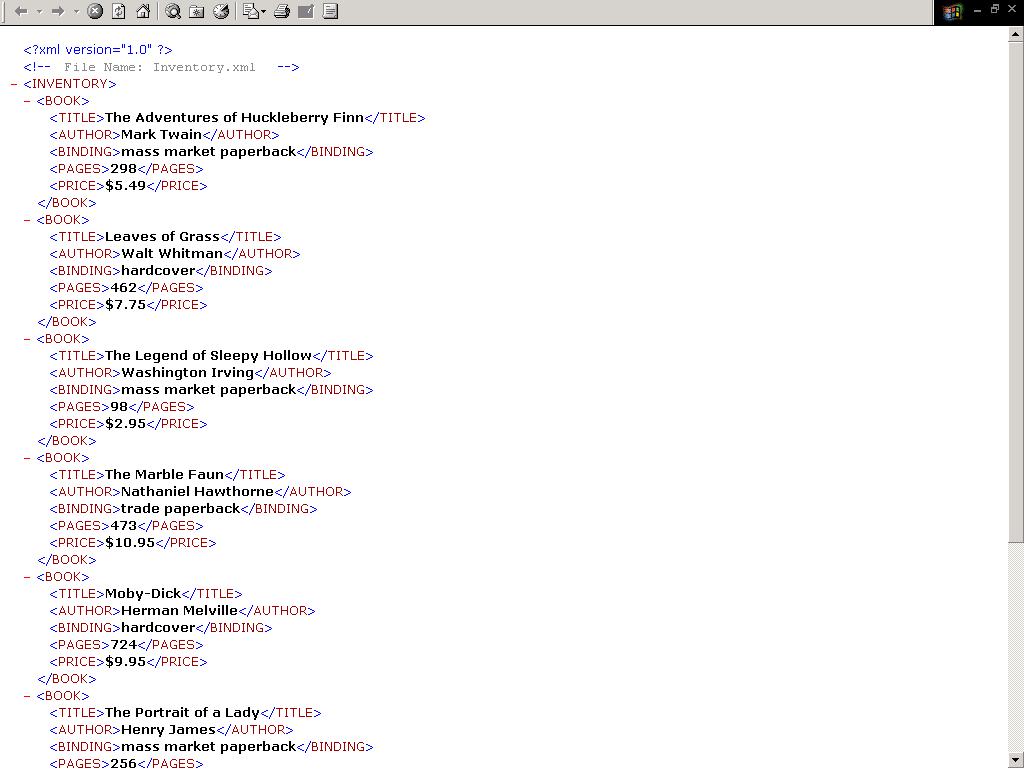 <?xml version="1.0" ?>
<!-- File Name: Inventory.xml -->
- <INVENTORY>
- <BOOK>
<TITLE>The Adventures of Huckleberry Finn</TITLE>
<AUTHOR>Mark Twain</AUTHOR>
<BINDING>mass market paperback</BINDING>
<PAGES>298</PAGES>
<PRICE>$5.49</PRICE>
</BOOK>
- <BOOK>
<TITLE>Leaves of Grass</TITLE>
<AUTHOR>Walt Whitman</AUTHOR>
<BINDING>hardcover</BINDING>
<PAGES>462</PAGES>
<PRICE>$7.75</PRICE>
</BOOK>
- <BOOK>
<TITLE>The Legend of Sleepy Hollow</TITLE>
<AUTHOR>Washington Irving</AUTHOR>
<BINDING>mass market paperback</BINDING>
<PAGES>98</PAGES>
<PRICE>$2.95</PRICE>
</BOOK>
- <BOOK>
<TITLE>The Marble Faun</TITLE>
<AUTHOR>Nathaniel Hawthorne</AUTHOR>
<BINDING>trade paperback</BINDING>
<PAGES>473</PAGES>
<PRICE>$10.95</PRICE>
</BOOK>
- <BOOK>
<TITLE>Moby-Dick</TITLE>
<AUTHOR>Herman Melville</AUTHOR>
<BINDING>hardcover</BINDING>
<PAGES>724</PAGES>
<PRICE>$9.95</PRICE>
</BOOK>
- <BOOK>
<TITLE>The Portrait of a Lady</TITLE>
<AUTHOR>Henry James</AUTHOR>
<BINDING>mass market paperback</BINDING>
<PAGES>256</PAGES>